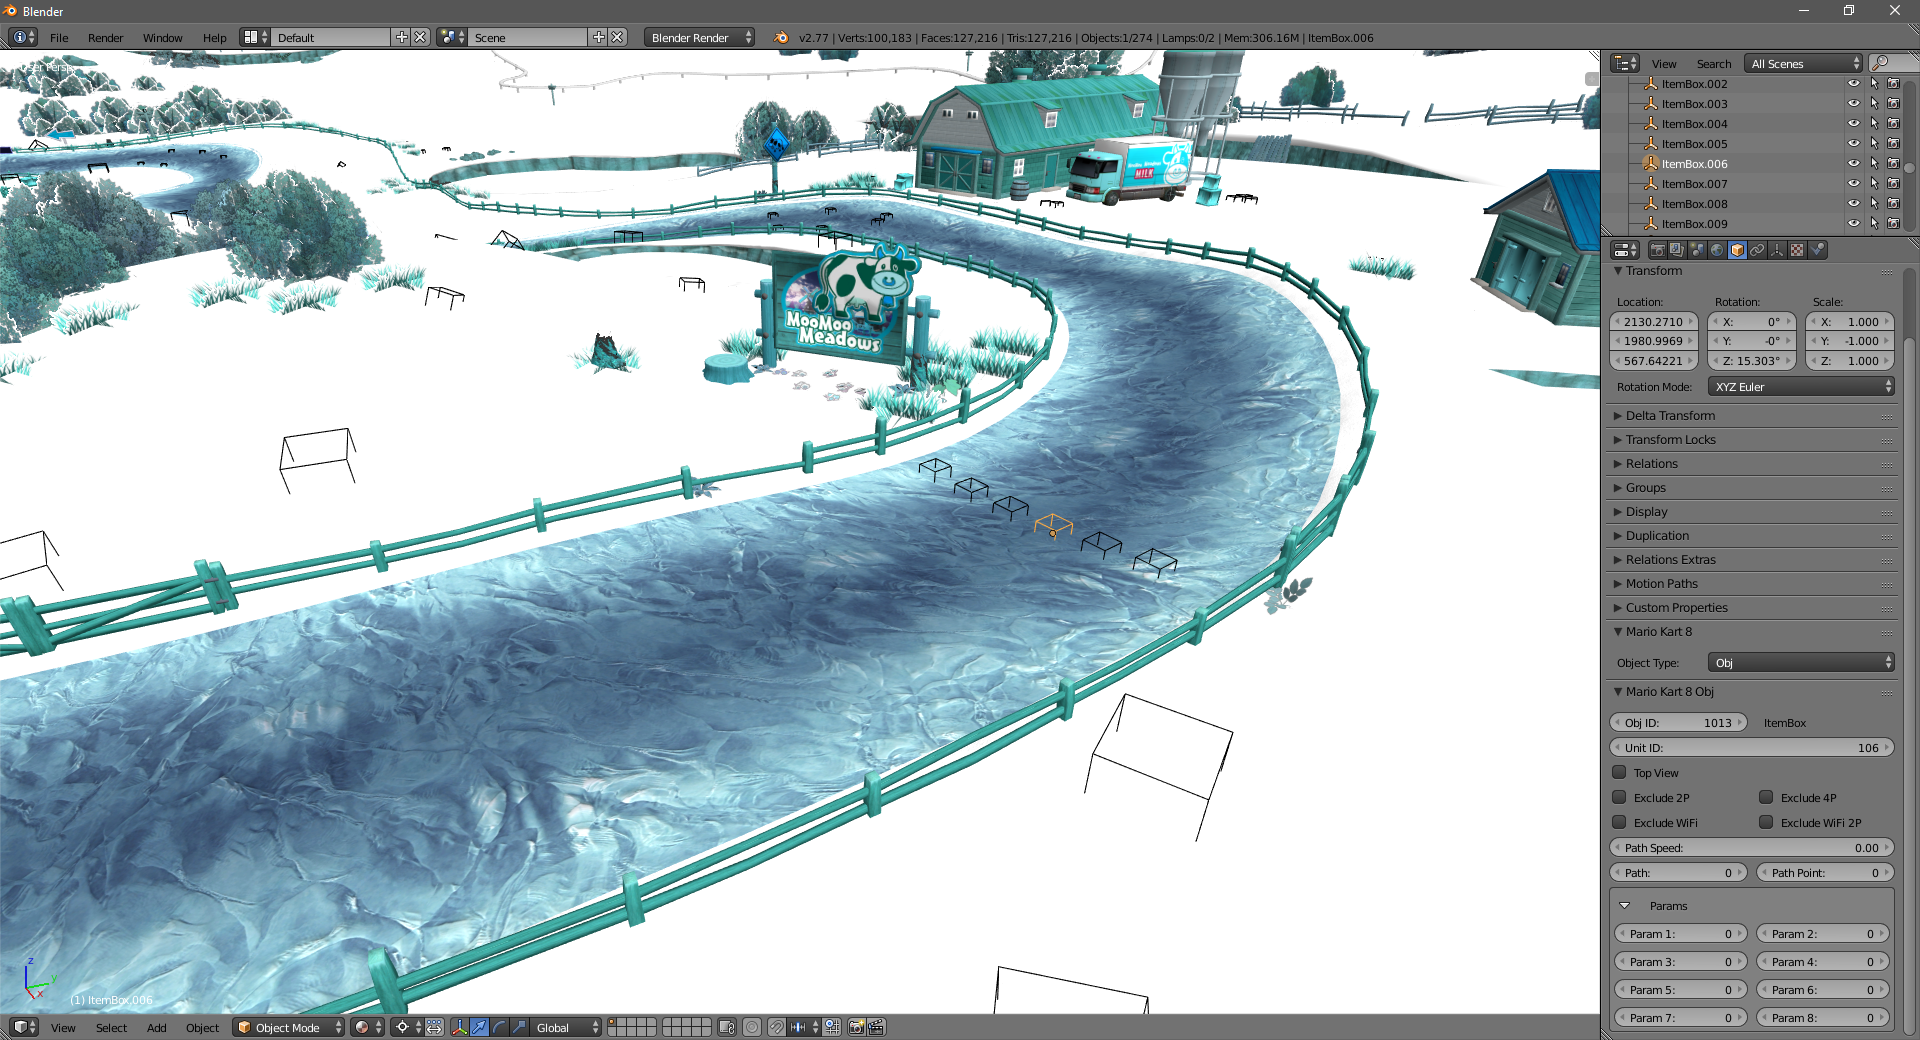 Blender
File Render Window Help Default Scene Blender Render v2.77 | Verts:100,183 | Faces:127,216 | Tris:127,216 | Objects:1/274 | Lamps:0/2 | Mem:306.16M | ItemBox.006
View Search All Scenes
ItemBox.002
ItemBox.003
ItemBox.004
ItemBox.005
ItemBox.006
ItemBox.007
ItemBox.008
ItemBox.009
MILK
MooMoo
Meadows
Transform
Location: Rotation: Scale:
2130.2710 X: 0° X: 1.000
1980.9969 Y: -0° Y: -1.000
567.64221 Z: 15.303° Z: 1.000
Rotation Mode: XYZ Euler
Delta Transform
Transform Locks
Relations
Groups
Display
Duplication
Relations Extras
Motion Paths
Custom Properties
Mario Kart 8
Object Type: Obj
Mario Kart 8 Obj
Obj ID: 1013 ItemBox
Unit ID: 106
Top View
Exclude 2P Exclude 4P
Exclude WiFi Exclude WiFi 2P
Path Speed: 0.00
Path: 0 Path Point: 0
Params
Param 1: 0 Param 2: 0
Param 3: 0 Param 4: 0
Param 5: 0 Param 6: 0
Param 7: 0 Param 8: 0
z
y
x
(1) ItemBox.006
View Select Add Object Object Mode Global